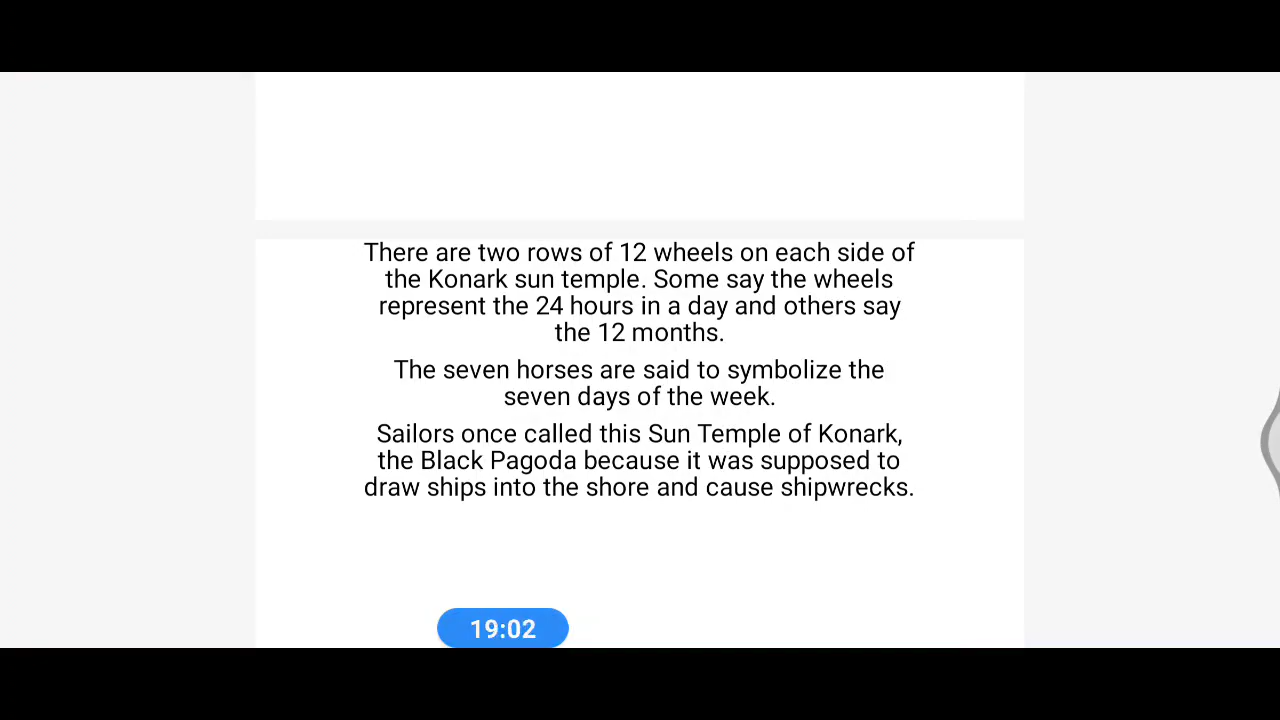 There are two rows of 12 wheels on each side of
the Konark sun temple. Some say the wheels
represent the 24 hours in a day and others say
the 12 months.
The seven horses are said to symbolize the
seven days of the week.
Sailors once called this Sun Temple of Konark,
the Black Pagoda because it was supposed to
draw ships into the shore and cause shipwrecks.
19:02